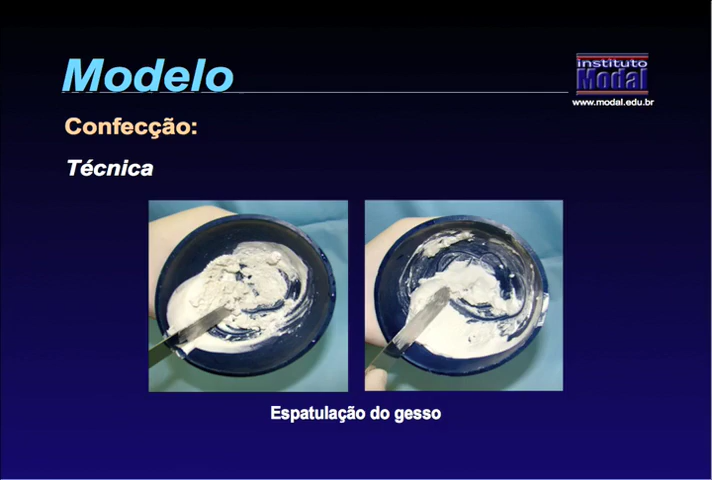 Modelo
instituto
Modal
www.modal.edu.br
Confecção:
Técnica
Espatulação do gesso